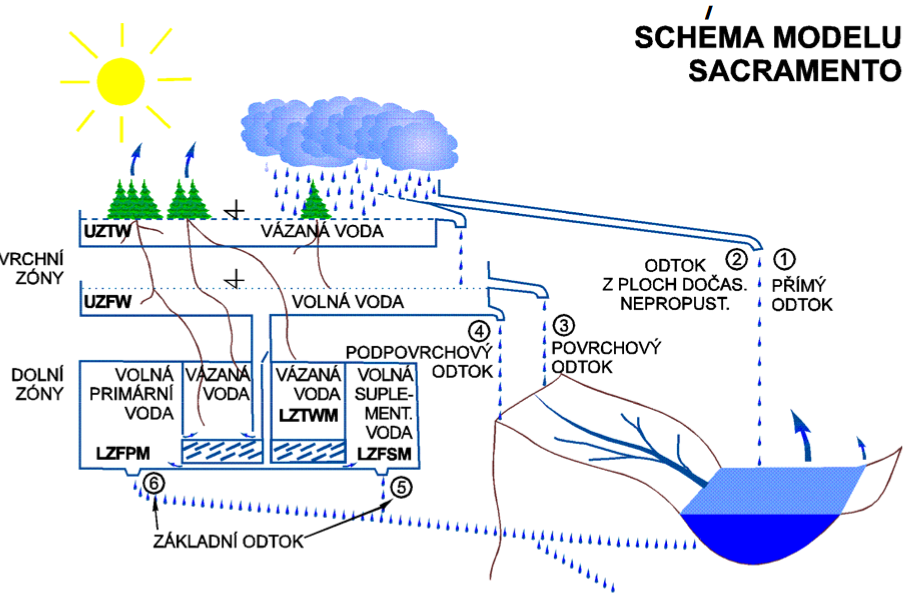 SCHÉMA MODELU
SACRAMENTO
UZTW
VÁZANÁ VODA
VRCHNÍ
ZÓNY
UZFW
VOLNÁ VODA
2
1
ODTOK
Z PLOCH DOČAS.
NEPROPUST.
PŘÍMÝ
ODTOK
4
3
PODPOVRCHOVÝ
ODTOK
POVRCHOVÝ
ODTOK
DOLNÍ
ZÓNY
VOLNÁ
PRIMÁRNÍ
VODA
LZFPM
VÁZANÁ
VODA
VÁZANÁ
VODA
LZTWM
VOLNÁ
SUPLE-
MENT.
VODA
LZFSM
6
5
ZÁKLADNÍ ODTOK